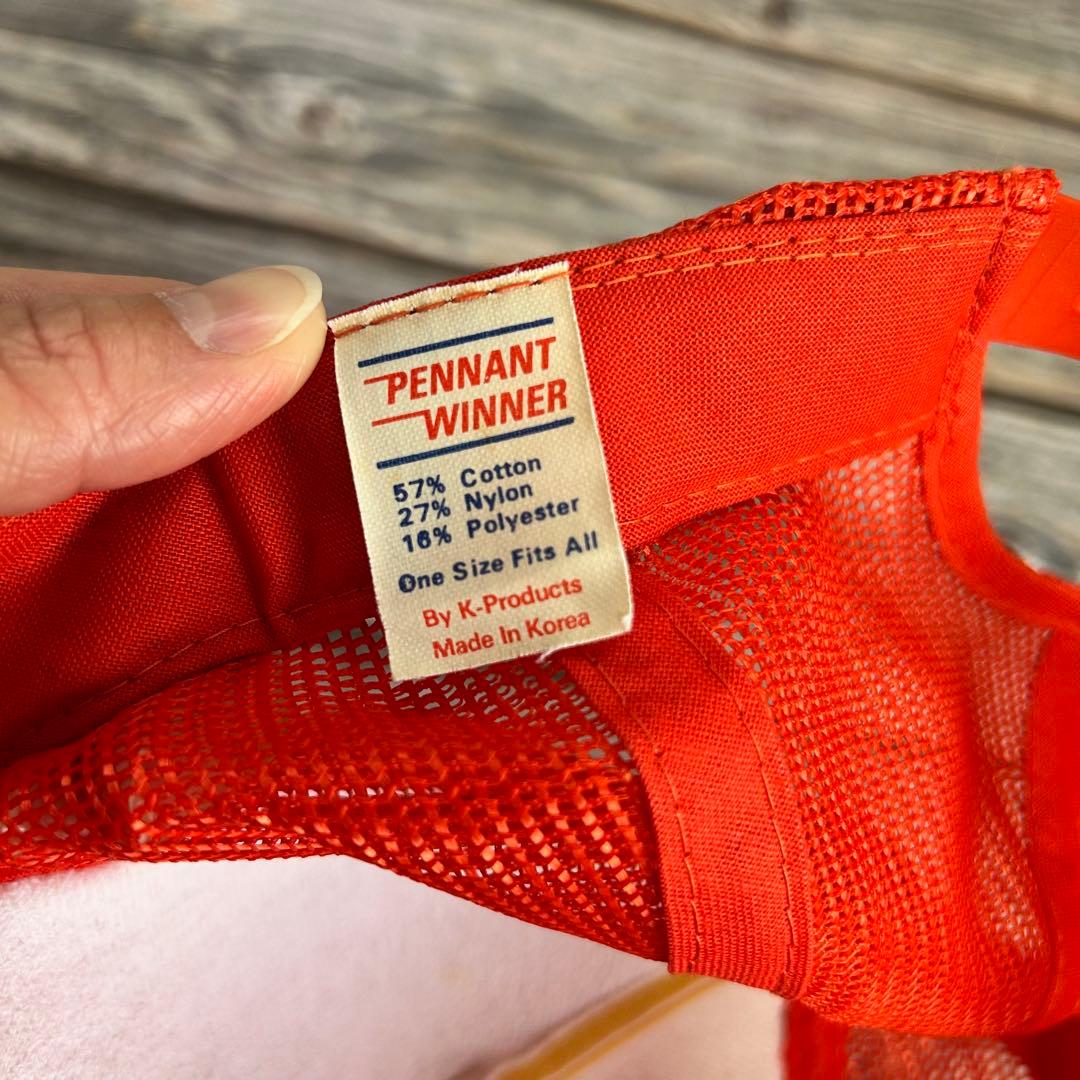 PENNANT
WINNER
57% Cotton
27% Nylon
16% Polyester
One Size Fits All
By K-Products
Made In Korea